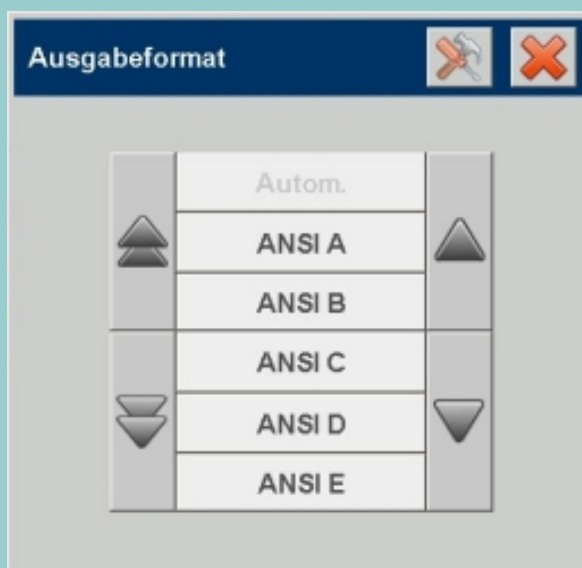 Ausgabeformat
Autom.
ANSI A
ANSI B
ANSI C
ANSI D
ANSI E